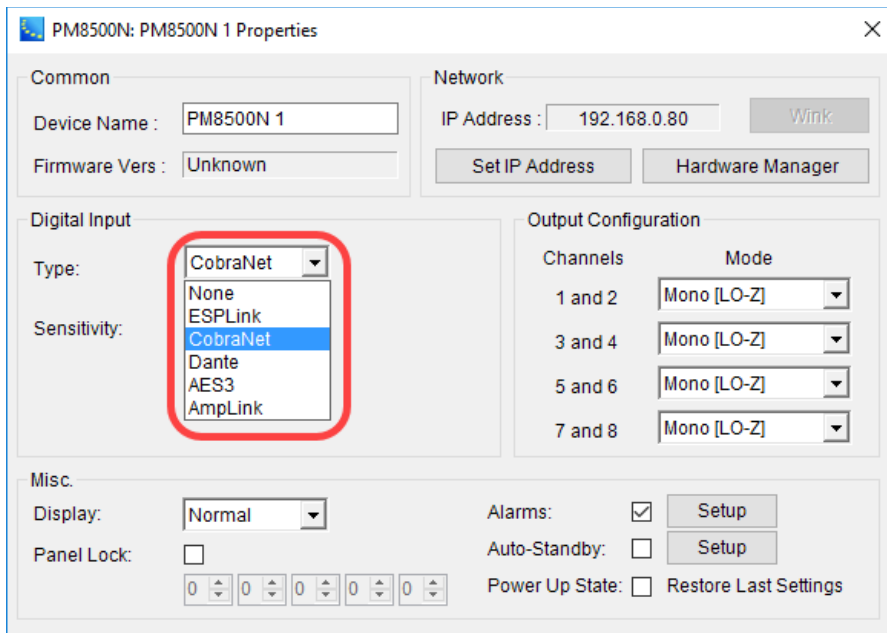 PM8500N: PM8500N 1 Properties
Common
Device Name : PM8500N 1
Firmware Vers : Unknown
Network
IP Address : 192.168.0.80 Wink
Set IP Address Hardware Manager
Digital Input
Type: CobraNet
None
ESPLink
CobraNet
Dante
AES3
AmpLink
Sensitivity:
Output Configuration
Channels Mode
1 and 2 Mono [LO-Z]
3 and 4 Mono [LO-Z]
5 and 6 Mono [LO-Z]
7 and 8 Mono [LO-Z]
Misc.
Display: Normal
Panel Lock:
0 0 0 0 0
Alarms: Setup
Auto-Standby: Setup
Power Up State: Restore Last Settings